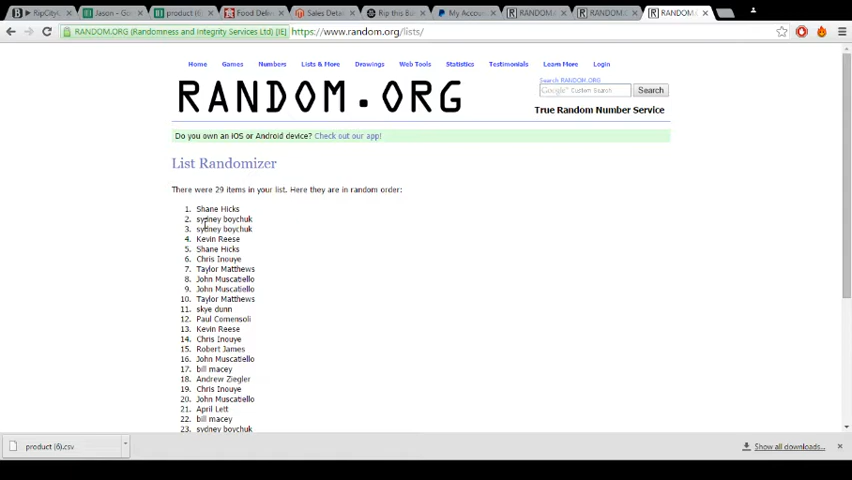 RipCity
Jason - Go
product (6)
Food Deliv
Sales Deta
Rip this Ba
My Accou
RANDOM.
RANDOM.
RANDOM
RANDOM.ORG (Randomness and Integrity Services Ltd) [IE] https://www.random.org/lists/
Home Games Numbers Lists & More Drawings Web Tools Statistics Testimonials Learn More Login
RANDOM.ORG
Search RANDOM.ORG
Google Custom Search Search
True Random Number Service
Do you own an iOS or Android device? Check out our app!
List Randomizer
There were 29 items in your list. Here they are in random order:
1. Shane Hicks
2. sydney boychuk
3. sydney boychuk
4. Kevin Reese
5. Shane Hicks
6. Chris Inouye
7. Taylor Matthews
8. John Muscatiello
9. John Muscatiello
10. Taylor Matthews
11. skye dunn
12. Paul Comensoli
13. Kevin Reese
14. Chris Inouye
15. Robert James
16. John Muscatiello
17. bill macey
18. Andrew Ziegler
19. Chris Inouye
20. John Muscatiello
21. April Lett
22. bill macey
23. sydney boychuk
product (6).csv
Show all downloads...